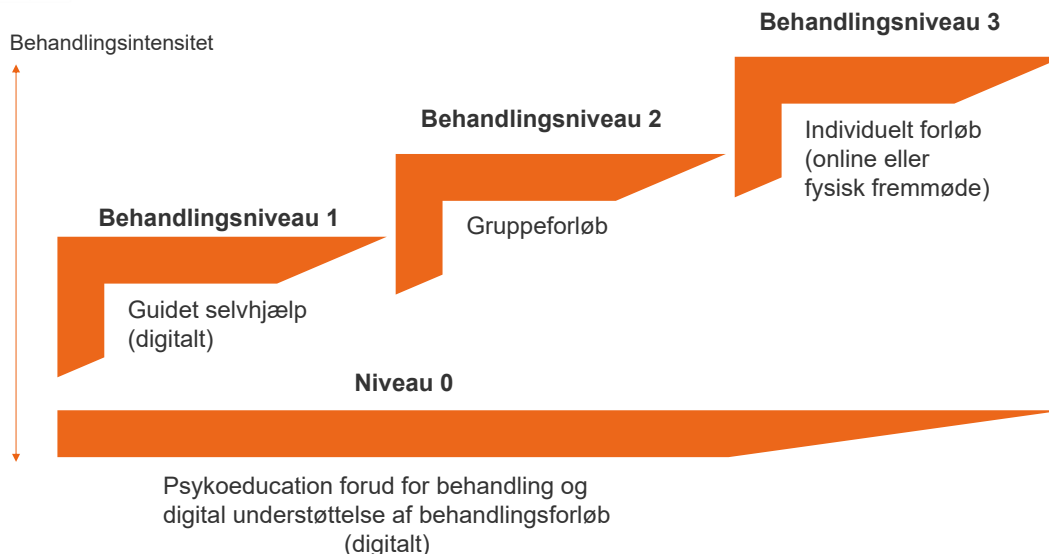 Behandlingsintensitet
Behandlingsniveau 3
Individuelt forløb
(online eller
fysisk fremmøde)
Behandlingsniveau 2
Gruppeforløb
Behandlingsniveau 1
Guidet selvhjælp
(digitalt)
Niveau 0
Psykoeducation forud for behandling og
digital understøttelse af behandlingsforløb
(digitalt)